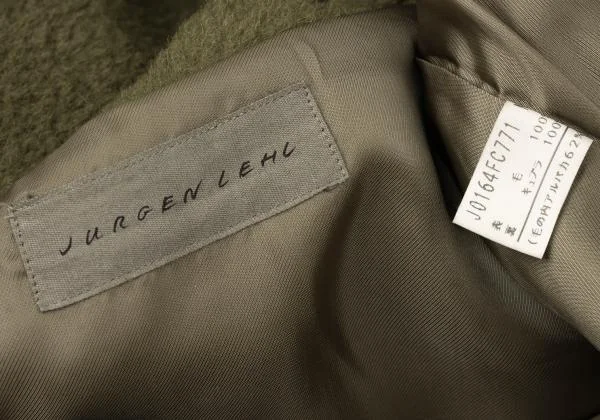 JURGEN LEHL
J0164FC771
表 毛 100
裏 キュプラ 100
(毛の内アルパカ62%